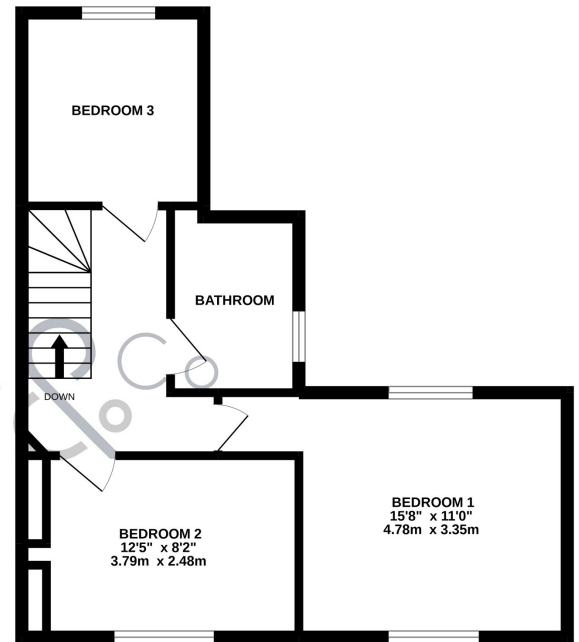 BEDROOM 3
BATHROOM
DOWN
BEDROOM 1
15'8" x 11'0"
4.78m x 3.35m
BEDROOM 2
12'5" x 8'2"
3.79m x 2.48m